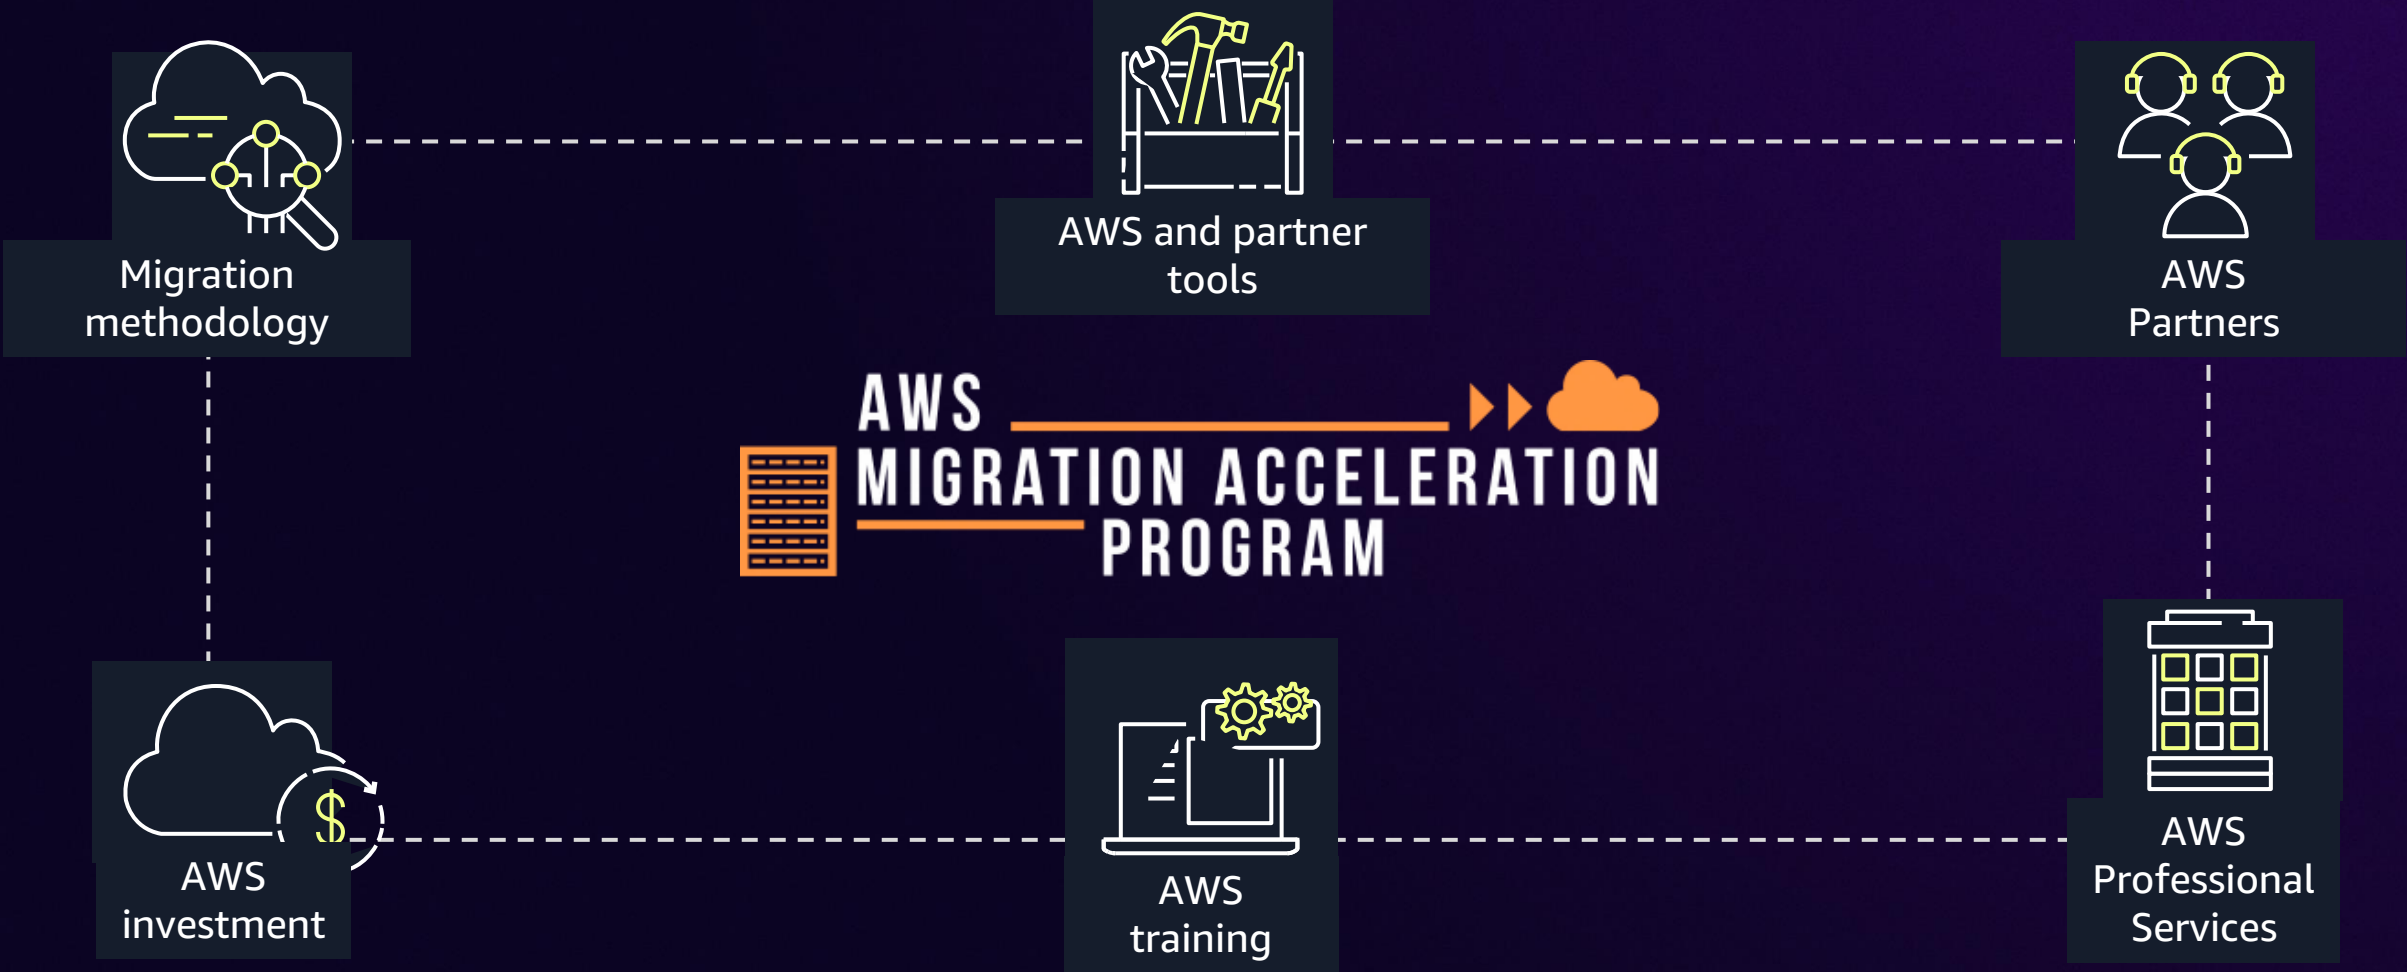 Migration
methodology
AWS and partner
tools
AWS
Partners
AWS
MIGRATION ACCELERATION
PROGRAM
$
AWS
investment
AWS
training
AWS
Professional
Services